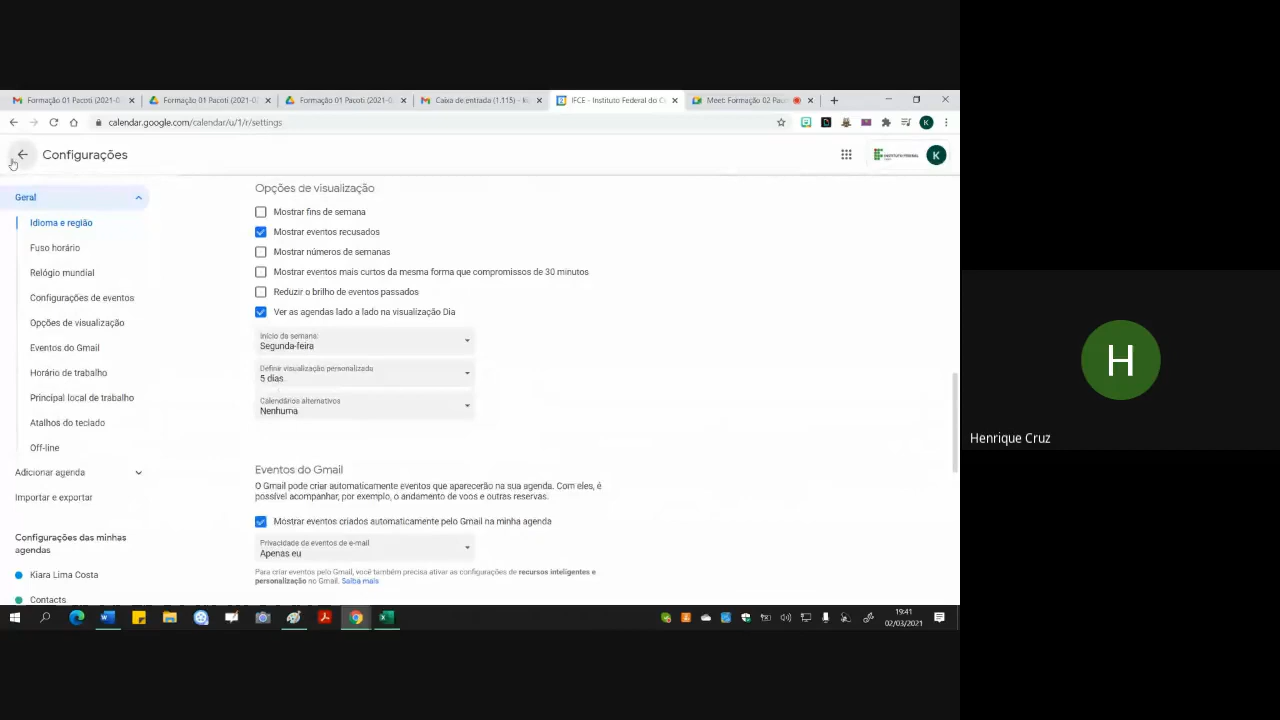 Formação 01 Pacoti (2021-0
Formação 01 Pacoti (2021-0
Formação 01 Pacoti (2021-0
Caixa de entrada (1.115) - k
IFCE - Instituto Federal do C
Meet: Formação 02 Pac
calendar.google.com/calendar/u/1/r/settings
K
Configurações
INSTITUTO FEDERAL
K
Geral
Idioma e região
Fuso horário
Relógio mundial
Configurações de eventos
Opções de visualização
Eventos do Gmail
Horário de trabalho
Principal local de trabalho
Atalhos do teclado
Off-line
Adicionar agenda
Importar e exportar
Configurações das minhas
agendas
Kiara Lima Costa
Contacts
Opções de visualização
Mostrar fins de semana
Mostrar eventos recusados
Mostrar números de semanas
Mostrar eventos mais curtos da mesma forma que compromissos de 30 minutos
Reduzir o brilho de eventos passados
Ver as agendas lado a lado na visualização Dia
Início da semana:
Segunda-feira
Definir visualização personalizada
5 dias
Calendários alternativos
Nenhuma
Eventos do Gmail
O Gmail pode criar automaticamente eventos que aparecerão na sua agenda. Com eles, é
possível acompanhar, por exemplo, o andamento de voos e outras reservas.
Mostrar eventos criados automaticamente pelo Gmail na minha agenda
Privacidade de eventos de e-mail
Apenas eu
Para criar eventos pelo Gmail, você também precisa ativar as configurações de recursos inteligentes e
personalização no Gmail. Saiba mais
19:41
02/03/2021
H
Henrique Cruz